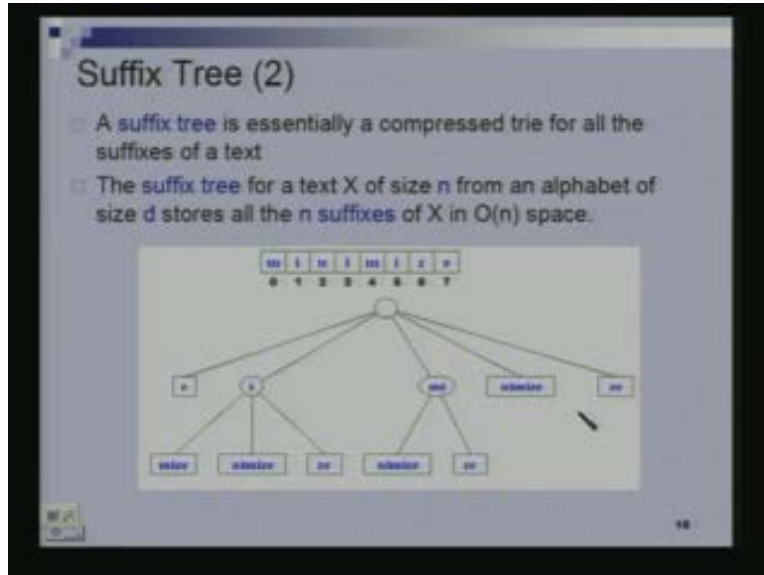 Suffix Tree (2)
A suffix tree is essentially a compressed trie for all the
suffixes of a text
The suffix tree for a text X of size n from an alphabet of
size d stores all the n suffixes of X in O(n) space.
m i n i m i z e
0 1 2 3 4 5 6 7
e i mi nimize ze
mize nimize ze nimize ze
16